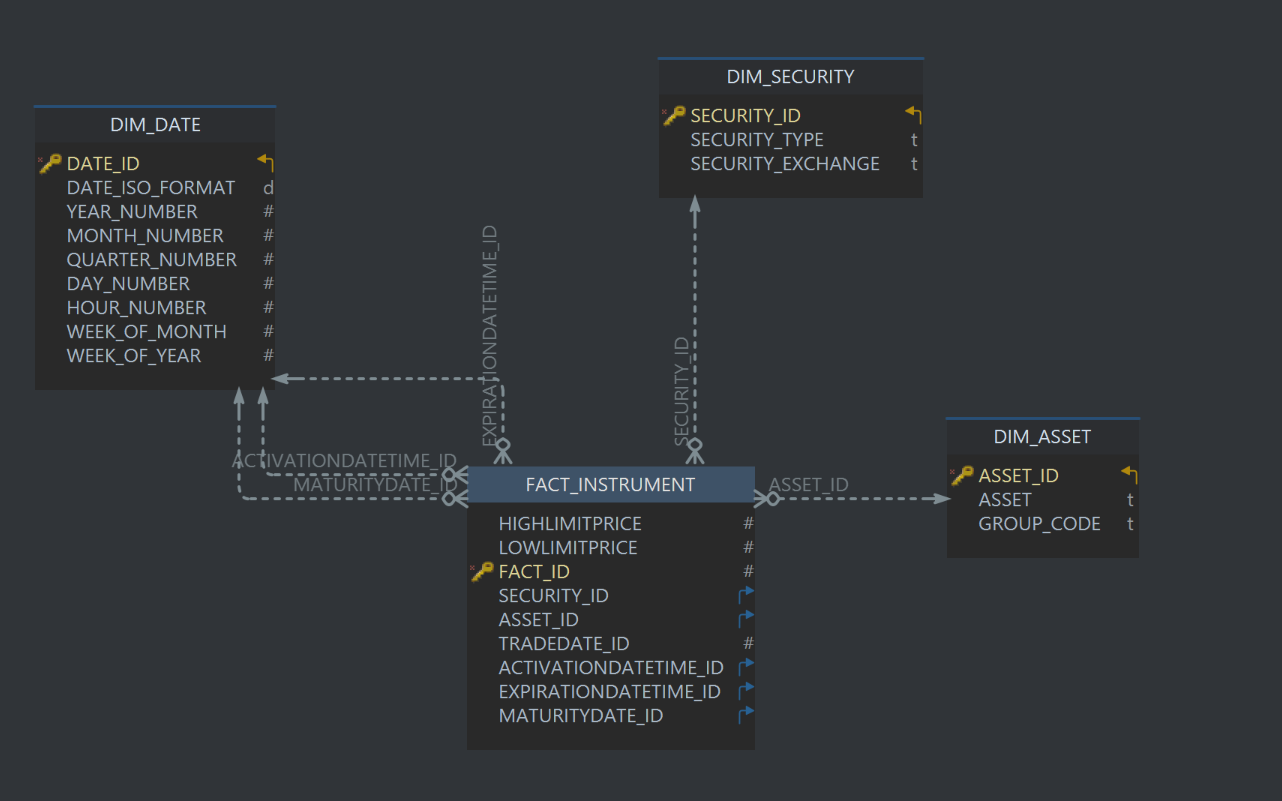 DIM_SECURITY
SECURITY_ID
SECURITY_TYPE t
SECURITY_EXCHANGE t
DIM_DATE
DATE_ID
DATE_ISO_FORMAT d
YEAR_NUMBER #
MONTH_NUMBER #
QUARTER_NUMBER #
DAY_NUMBER #
HOUR_NUMBER #
WEEK_OF_MONTH #
WEEK_OF_YEAR #
EXPIRATIONDATETIME_ID
SECURITY_ID
ACTIVATIONDATETIME_ID
MATURITYDATE_ID
ASSET_ID
DIM_ASSET
ASSET_ID
ASSET t
GROUP_CODE t
FACT_INSTRUMENT
HIGHLIMITPRICE #
LOWLIMITPRICE #
FACT_ID #
SECURITY_ID
ASSET_ID
TRADEDATE_ID #
ACTIVATIONDATETIME_ID
EXPIRATIONDATETIME_ID
MATURITYDATE_ID